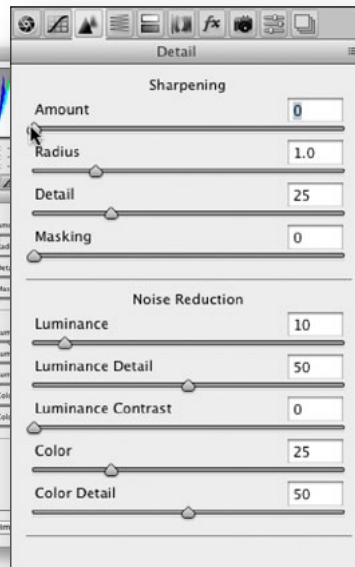 fx
Detail
Sharpening
Amount 0
Radius 1.0
Detail 25
Masking 0
Noise Reduction
Luminance 10
Luminance Detail 50
Luminance Contrast 0
Color 25
Color Detail 50